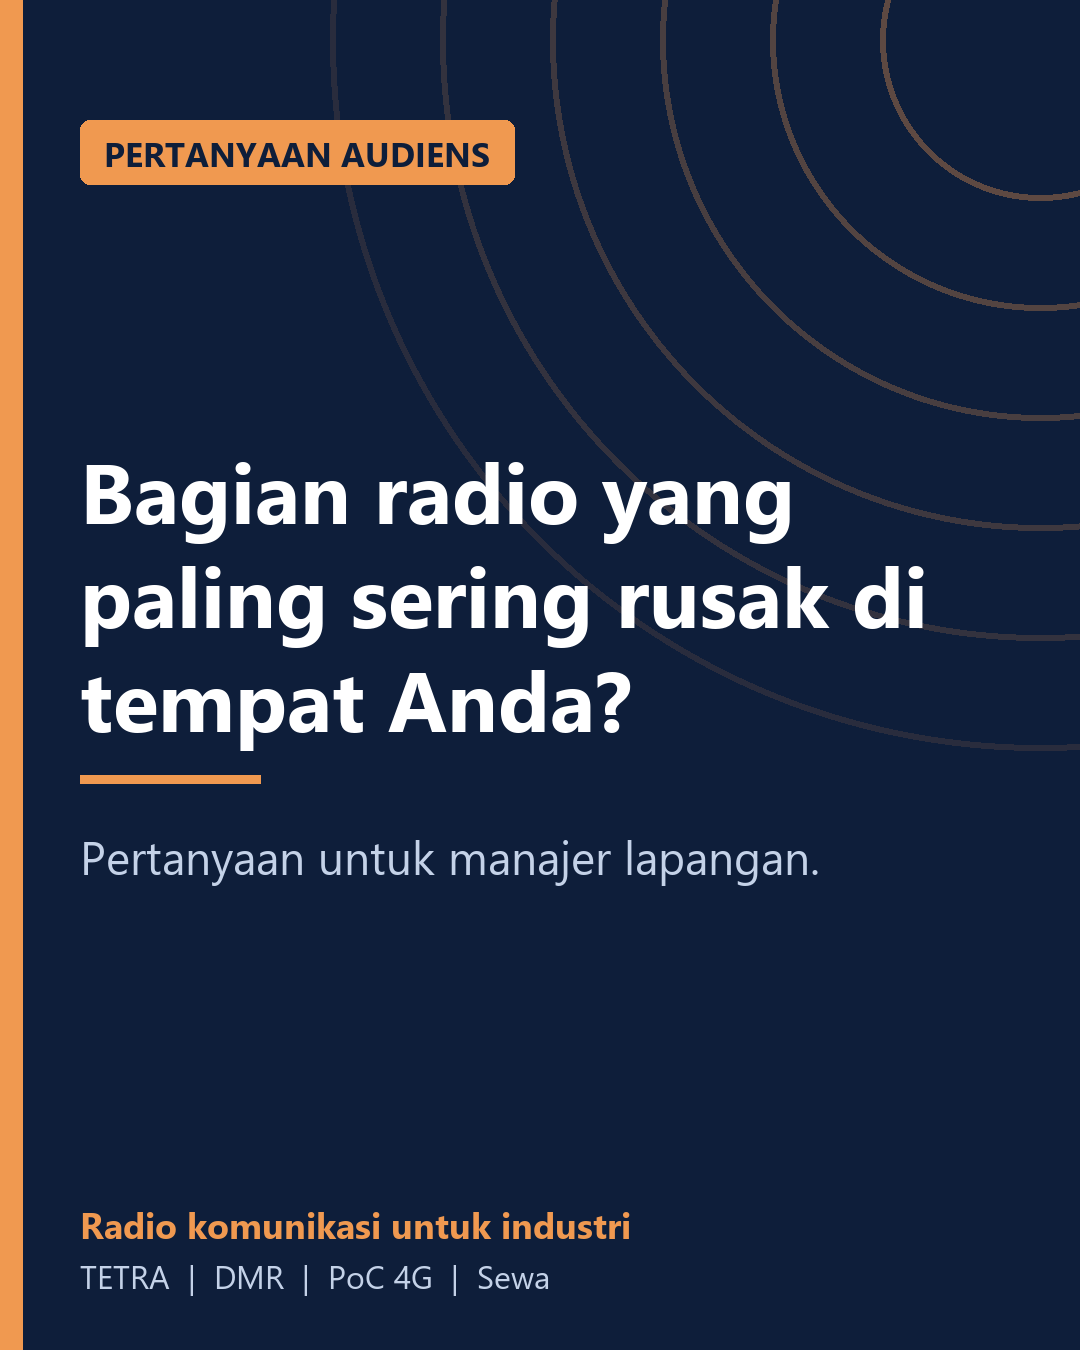 PERTANYAAN AUDIENS
Bagian radio yang
paling sering rusak di
tempat Anda?
Pertanyaan untuk manajer lapangan.
Radio komunikasi untuk industri
TETRA | DMR | PoC 4G | Sewa